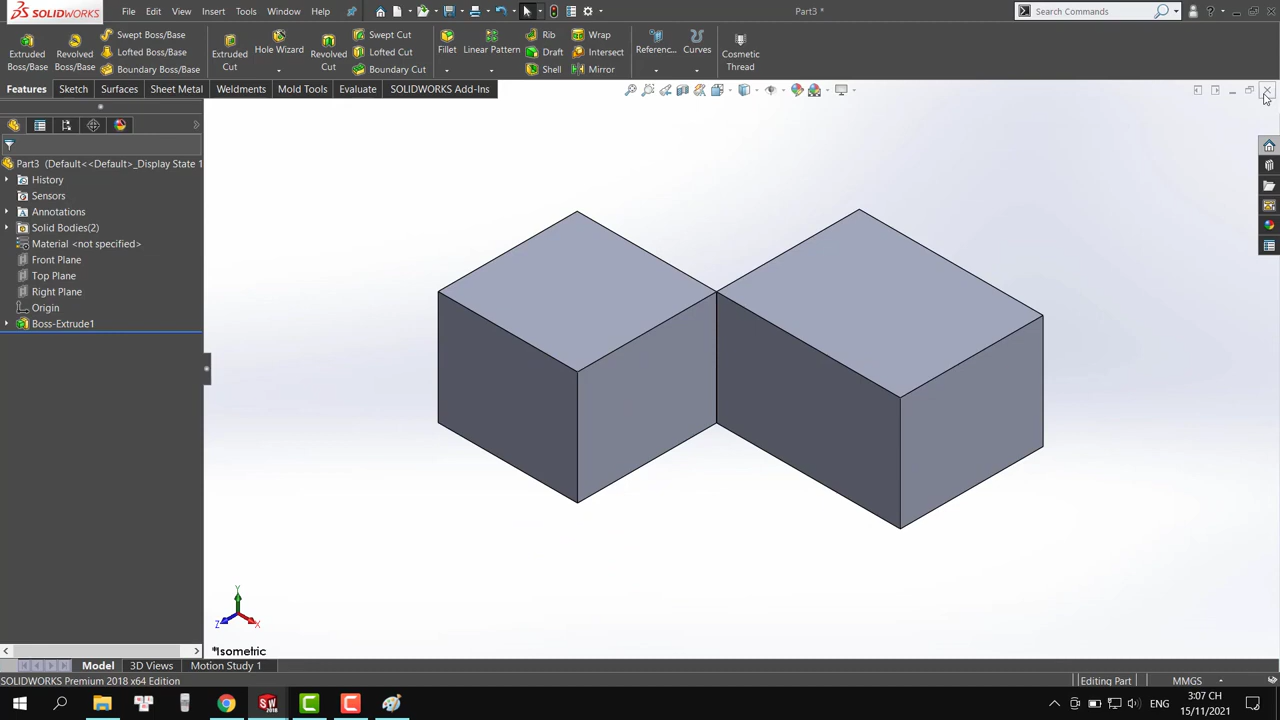 SOLIDWORKS File Edit View Insert Tools Window Help Part3 * Search Commands ?
Extruded Boss/Base
Revolved Boss/Base
Swept Boss/Base
Lofted Boss/Base
Boundary Boss/Base
Extruded Cut
Hole Wizard
Revolved Cut
Swept Cut
Lofted Cut
Boundary Cut
Fillet
Linear Pattern
Rib
Draft
Shell
Wrap
Intersect
Mirror
Referenc...
Curves
Cosmetic Thread
Features Sketch Surfaces Sheet Metal Weldments Mold Tools Evaluate SOLIDWORKS Add-Ins
Part3 (Default<<Default>_Display State 1
History
Sensors
Annotations
Solid Bodies(2)
Material <not specified>
Front Plane
Top Plane
Right Plane
Origin
Boss-Extrude1
Y
Z
X
*Isometric
Model 3D Views Motion Study 1
SOLIDWORKS Premium 2018 x64 Edition Editing Part MMGS
SW 2018 ENG 3:07 CH
15/11/2021